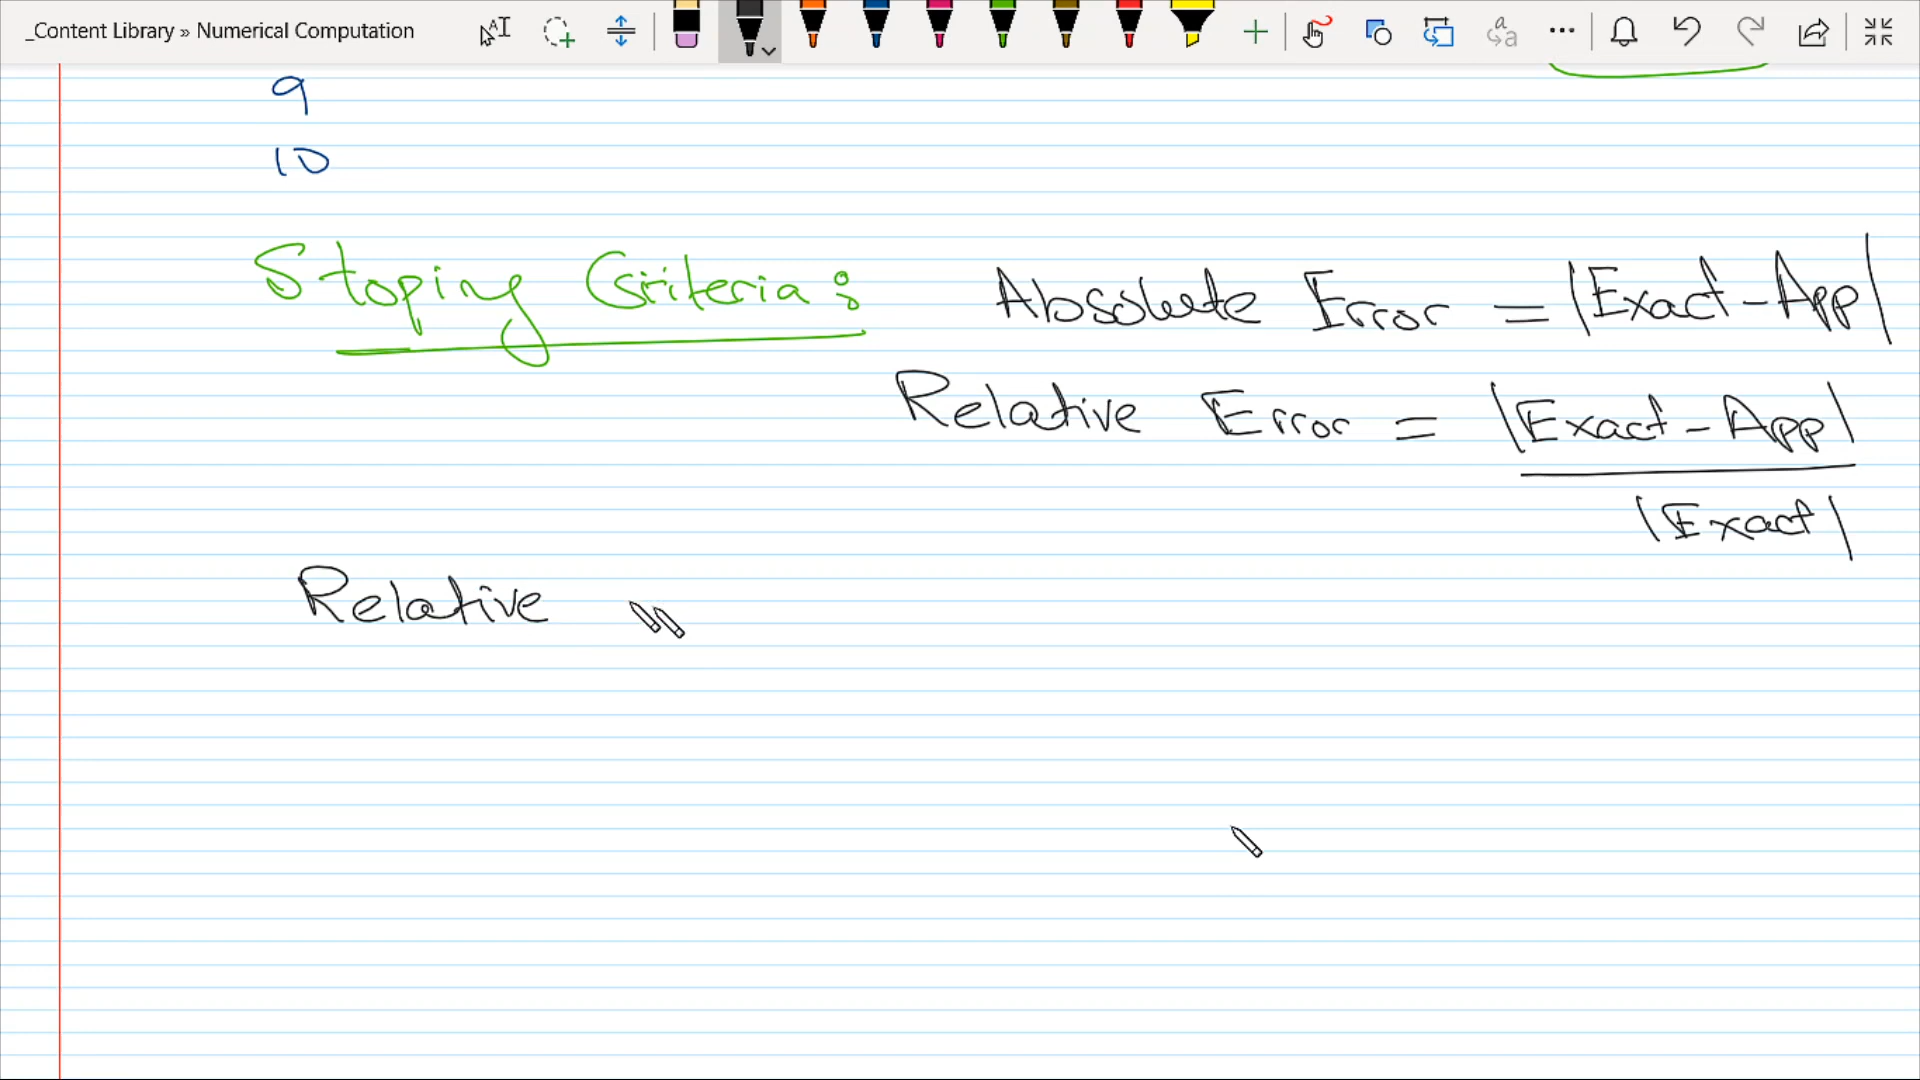 _Content Library » Numerical Computation
9
10
Stoping Criteria : Absolute Error = |Exact - App|
Relative Error = |Exact - App|
|Exact|
Relative